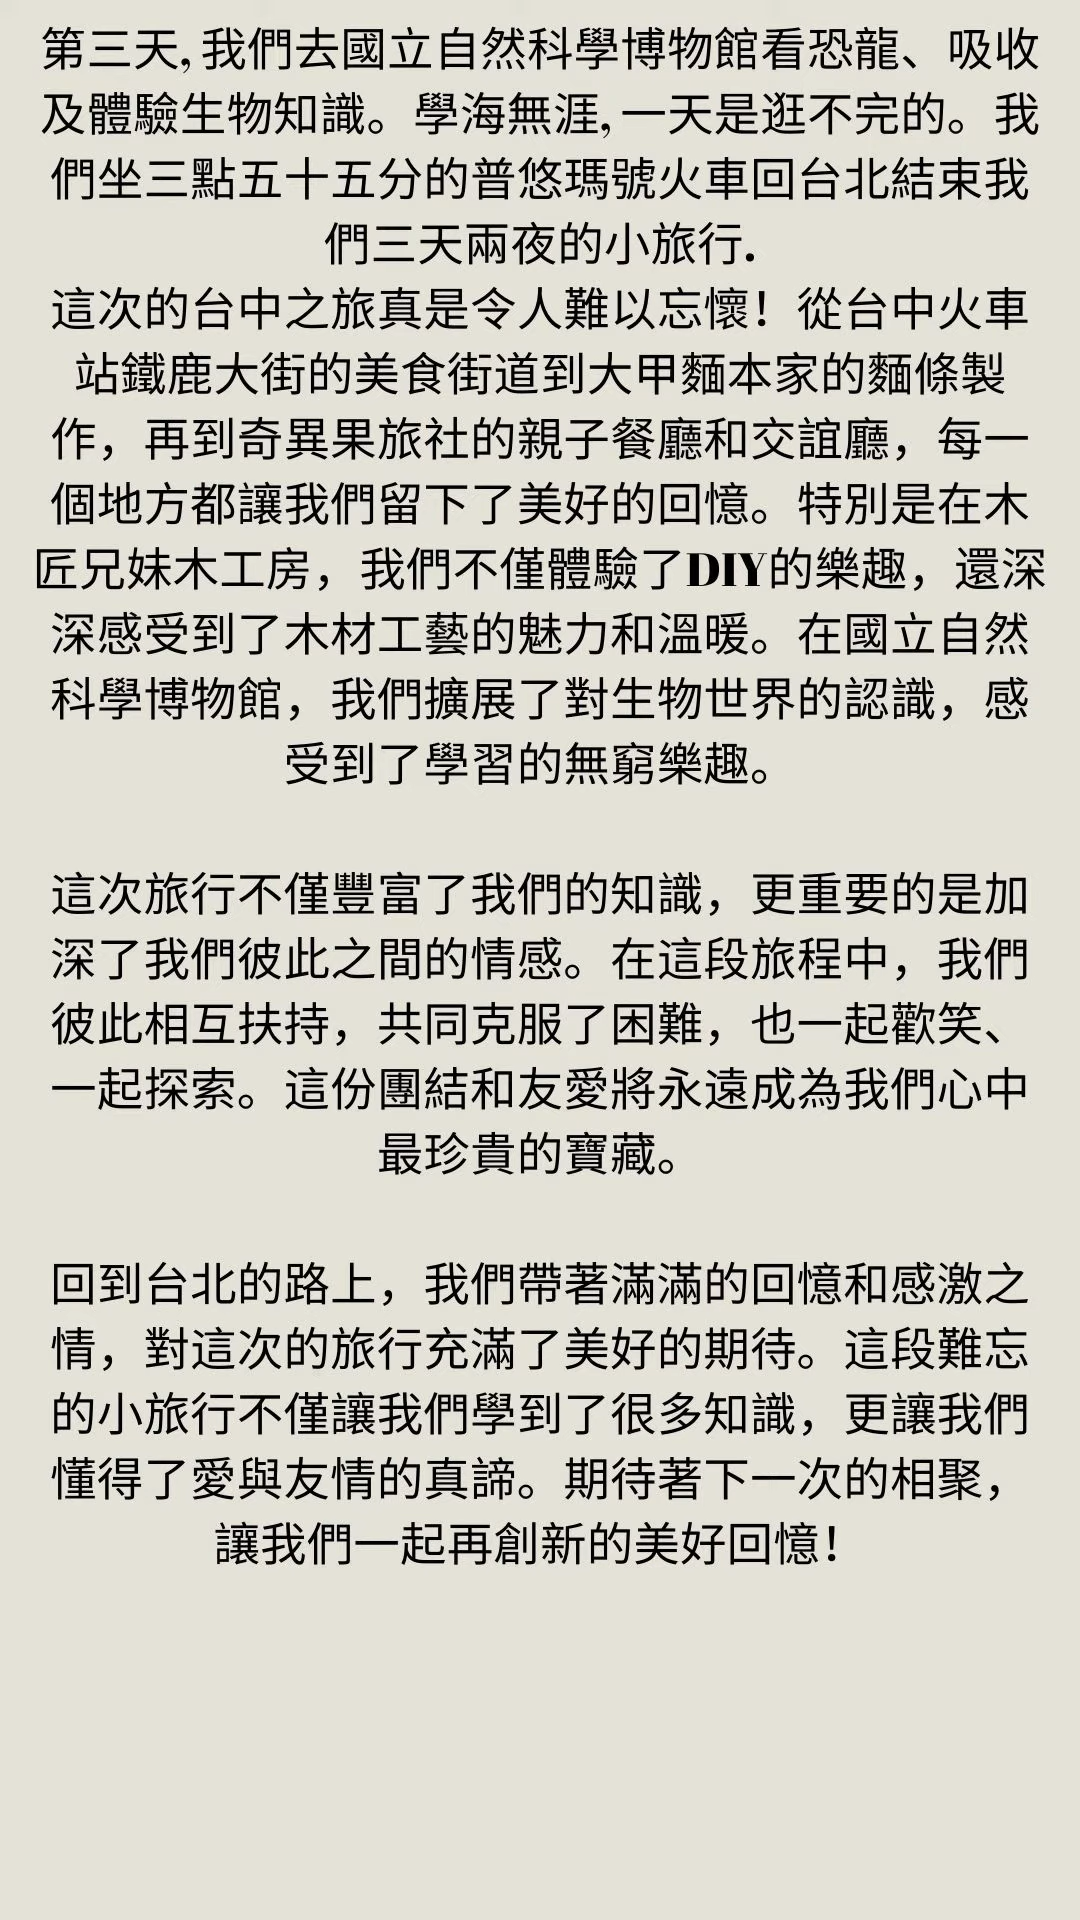 第三天, 我們去國立自然科學博物館看恐龍、吸收
及體驗生物知識。學海無涯, 一天是逛不完的。我
們坐三點五十五分的普悠瑪號火車回台北結束我
們三天兩夜的小旅行.
這次的台中之旅真是令人難以忘懷！從台中火車
站鐵鹿大街的美食街道到大甲麵本家的麵條製
作，再到奇異果旅社的親子餐廳和交誼廳，每一
個地方都讓我們留下了美好的回憶。特別是在木
匠兄妹木工房，我們不僅體驗了DIY的樂趣，還深
深感受到了木材工藝的魅力和溫暖。在國立自然
科學博物館，我們擴展了對生物世界的認識，感
受到了學習的無窮樂趣。
這次旅行不僅豐富了我們的知識，更重要的是加
深了我們彼此之間的情感。在這段旅程中，我們
彼此相互扶持，共同克服了困難，也一起歡笑、
一起探索。這份團結和友愛將永遠成為我們心中
最珍貴的寶藏。
回到台北的路上，我們帶著滿滿的回憶和感激之
情，對這次的旅行充滿了美好的期待。這段難忘
的小旅行不僅讓我們學到了很多知識，更讓我們
懂得了愛與友情的真諦。期待著下一次的相聚，
讓我們一起再創新的美好回憶！